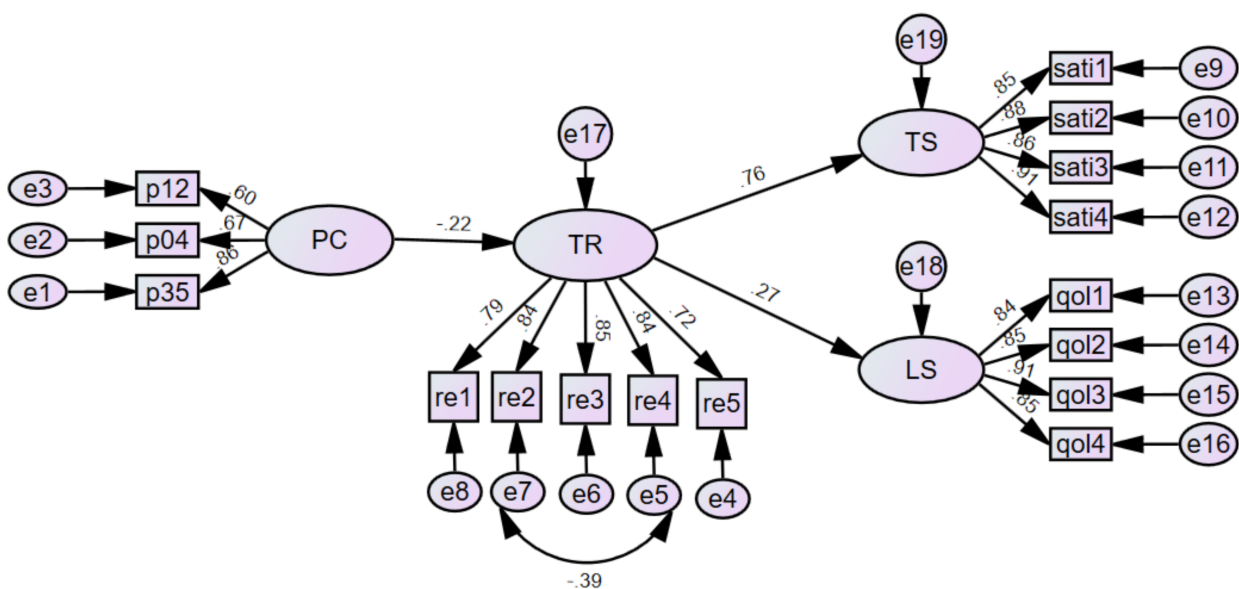 e19
sati1
e9
.85
sati2
e10
.88
TS
sati3
e11
.86
sati4
e12
.91
e17
.76
e3
p12
.60
e2
p04
.67
PC
-.22
TR
e1
p35
.86
e18
.27
qol1
e13
.84
qol2
e14
.85
LS
qol3
e15
.91
qol4
e16
.85
.79
.84
.85
.84
.72
re1
re2
re3
re4
re5
e8
e7
e6
e5
e4
-.39